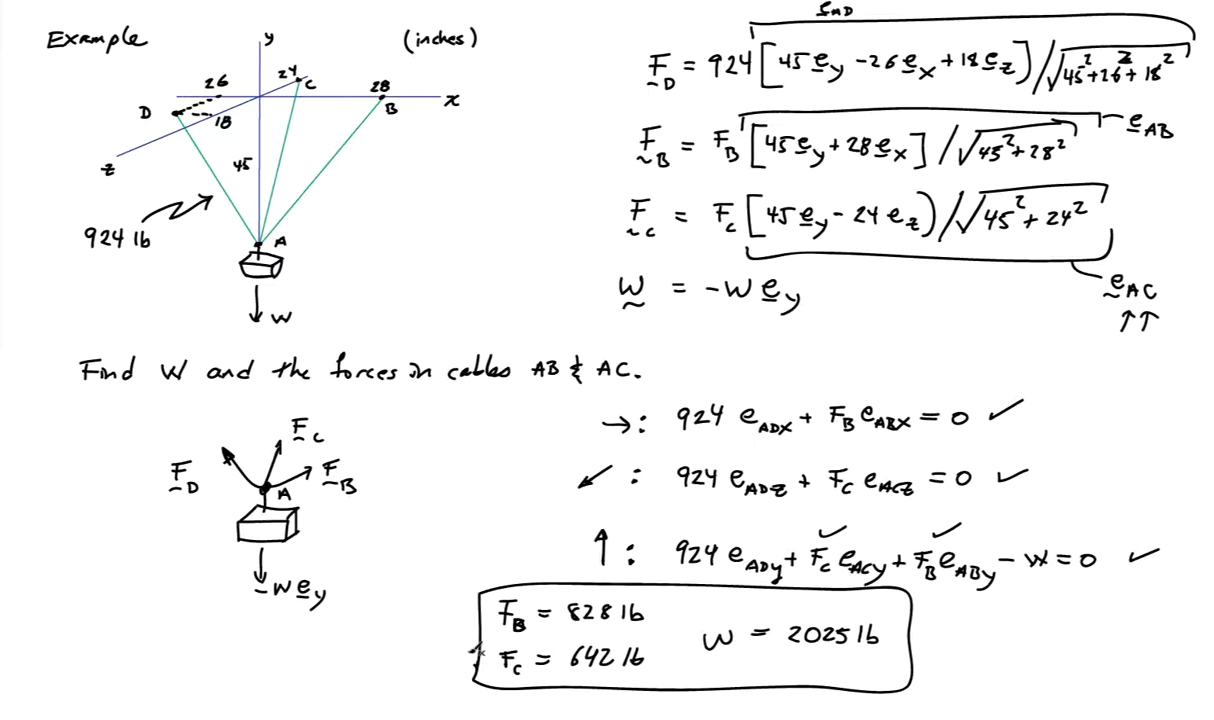 Example
(inches)
y
26
24
C
28
D
B
x
18
z
45
924 lb
A
W
e_AD
F_D = 924 [45 e_y - 26 e_x + 18 e_z] / √(45² + 26² + 18²)
F_B = F_B [45 e_y + 28 e_x] / √(45² + 28²)
e_AB
F_C = F_C [45 e_y - 24 e_z] / √(45² + 24²)
e_AC
↑↑
W = -W e_y
Find W and the forces in cables AB & AC.
F_C
F_D
F_B
A
-W e_y
→: 924 e_ADX + F_B e_ABX = 0 ✓
↙: 924 e_ADZ + F_C e_ACZ = 0 ✓
↑: 924 e_ADy + F_C e_ACy + F_B e_ABy - W = 0 ✓
F_B = 828 lb
F_C = 642 lb
W = 2025 lb